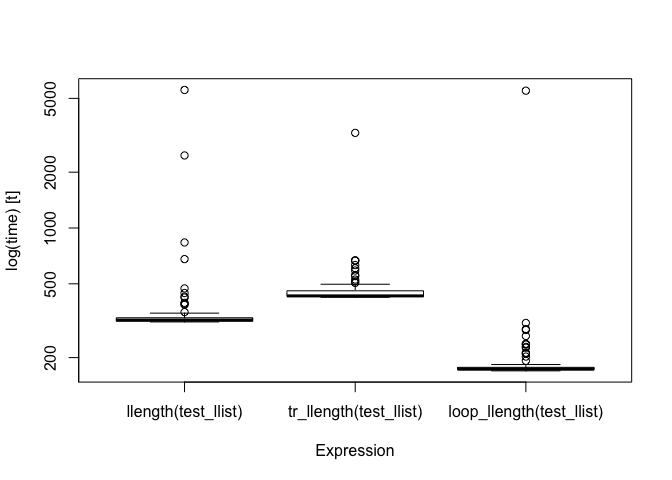 log(time) [t]
5000
2000
1000
500
200
llength(test_llist)
tr_llength(test_llist)
loop_llength(test_llist)
Expression